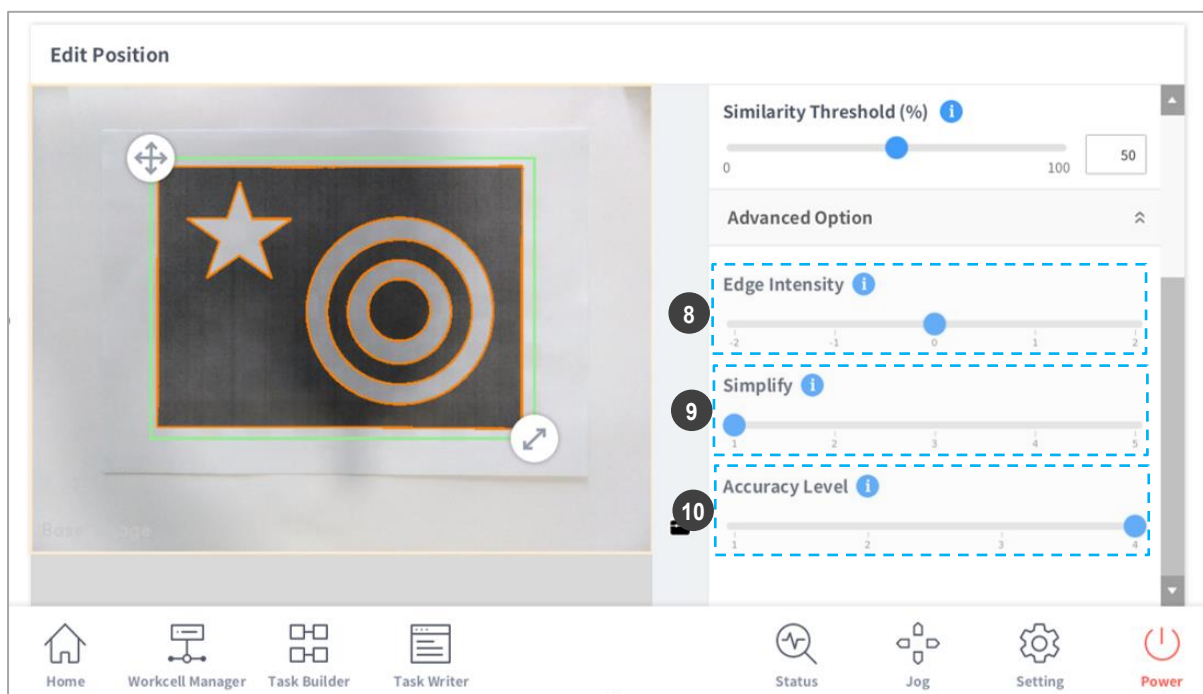 Edit Position
Similarity Threshold (%) i
0 100 50
Advanced Option
8
Edge Intensity i
-2 -1 0 1 2
9
Simplify i
1 2 3 4 5
10
Accuracy Level i
1 2 3 4
Home Workcell Manager Task Builder Task Writer Status Jog Setting Power